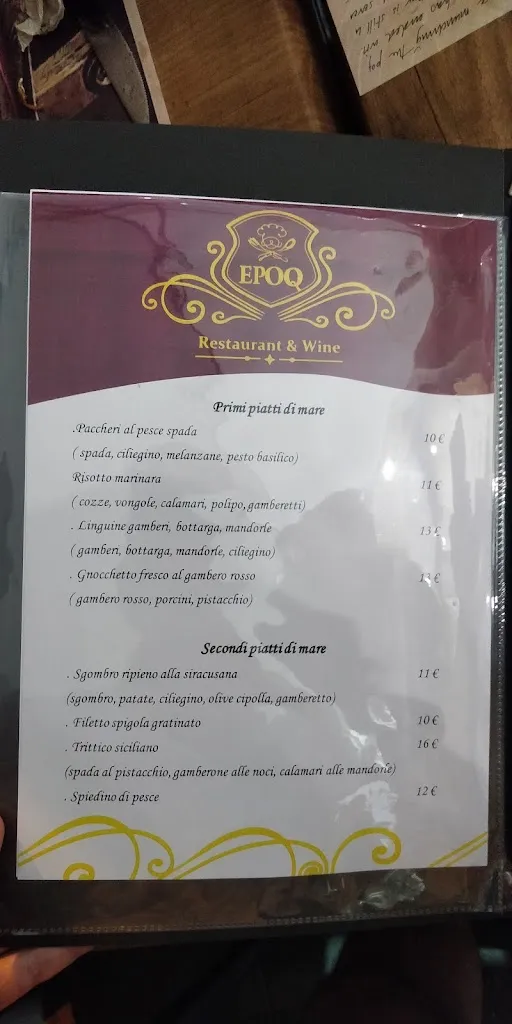 EPOQ
Restaurant & Wine
Primi piatti di mare
.Paccheri al pesce spada 10 €
( spada, ciliegino, melanzane, pesto basilico)
Risotto marinara 11 €
( cozze, vongole, calamari, polipo, gamberetti)
. Linguine gamberi, bottarga, mandorle 13 €
( gamberi, bottarga, mandorle, ciliegino)
. Gnocchetto fresco al gambero rosso 13 €
( gambero rosso, porcini, pistacchio)
Secondi piatti di mare
. Sgombro ripieno alla siracusana 11 €
(sgombro, patate, ciliegino, olive cipolla, gamberetto)
. Filetto spigola gratinato 10 €
. Trittico siciliano 16 €
(spada al pistacchio, gamberone alle noci, calamari alle mandorle)
. Spiedino di pesce 12 €